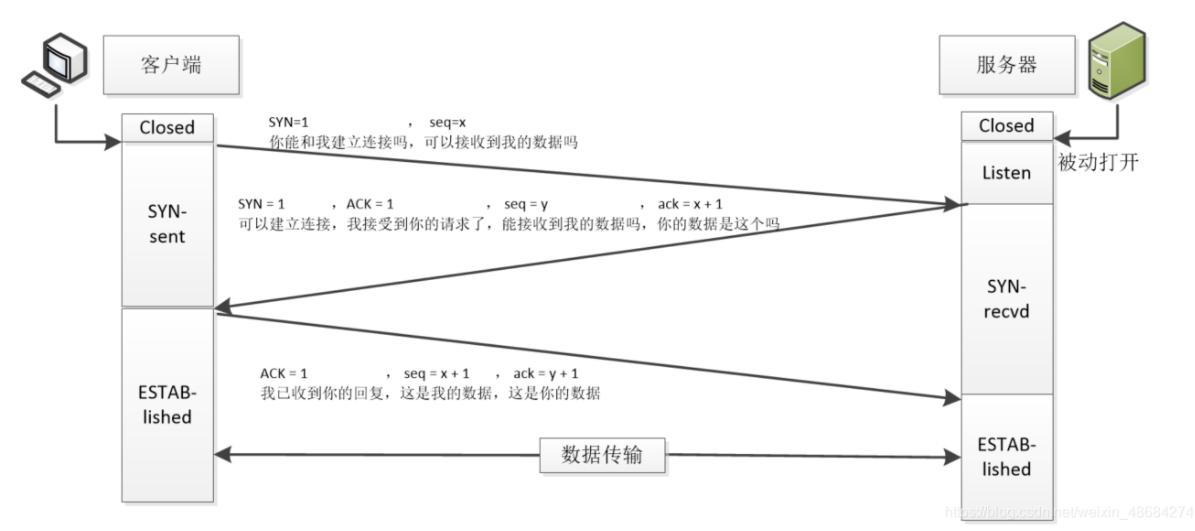 客户端
服务器
Closed
Closed
SYN=1 , seq=x
你能和我建立连接吗，可以接收到我的数据吗
被动打开
Listen
SYN-
sent
SYN = 1 , ACK = 1 , seq = y , ack = x + 1
可以建立连接，我接受到你的请求了，能接收到我的数据吗，你的数据是这个吗
SYN-
recvd
ACK = 1 , seq = x + 1 , ack = y + 1
我已收到你的回复，这是我的数据，这是你的数据
ESTAB-
lished
数据传输
ESTAB-
lished
https://blog.csdn.net/weixin_48684274